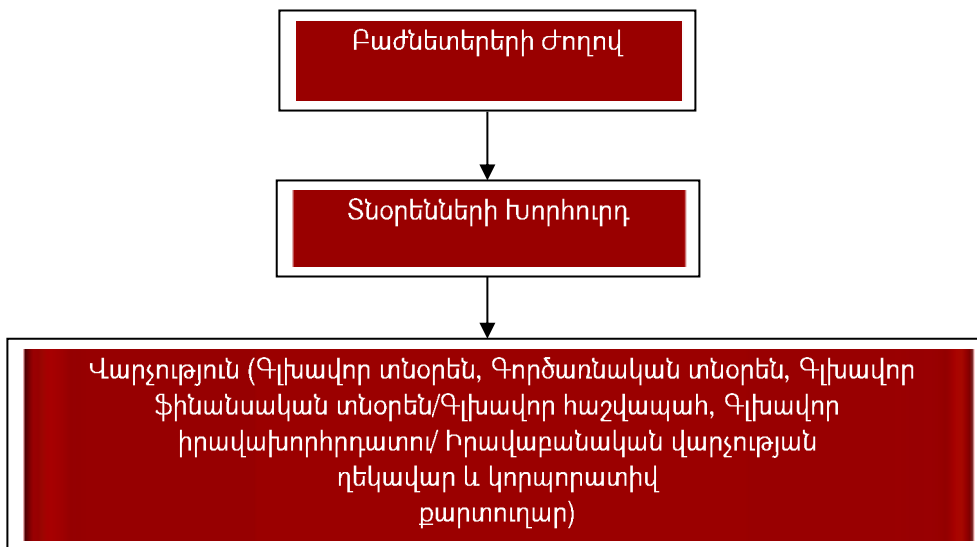 Բաժնետերերի Ժողով
Տնօրենների Խորհուրդ
Վարչություն (Գլխավոր տնօրեն, Գործառնական տնօրեն, Գլխավոր
ֆինանսական տնօրեն/Գլխավոր հաշվապահ, Գլխավոր
իրավախորհրդատու/ Իրավաբանական վարչության
ղեկավար և կորպորատիվ
քարտուղար)